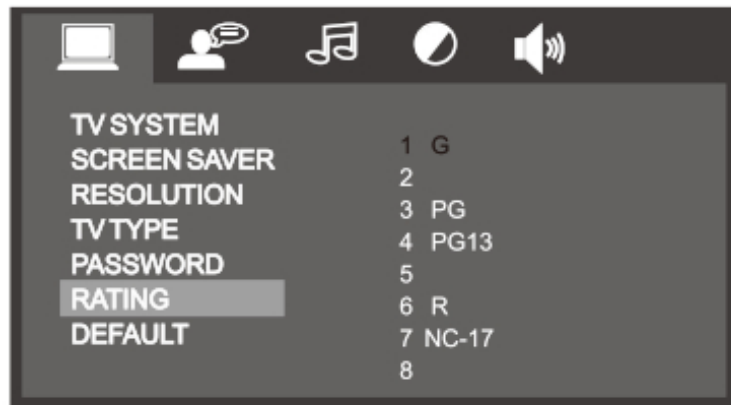 TV SYSTEM
SCREEN SAVER
RESOLUTION
TV TYPE
PASSWORD
RATING
DEFAULT
1 G
2
3 PG
4 PG13
5
6 R
7 NC-17
8